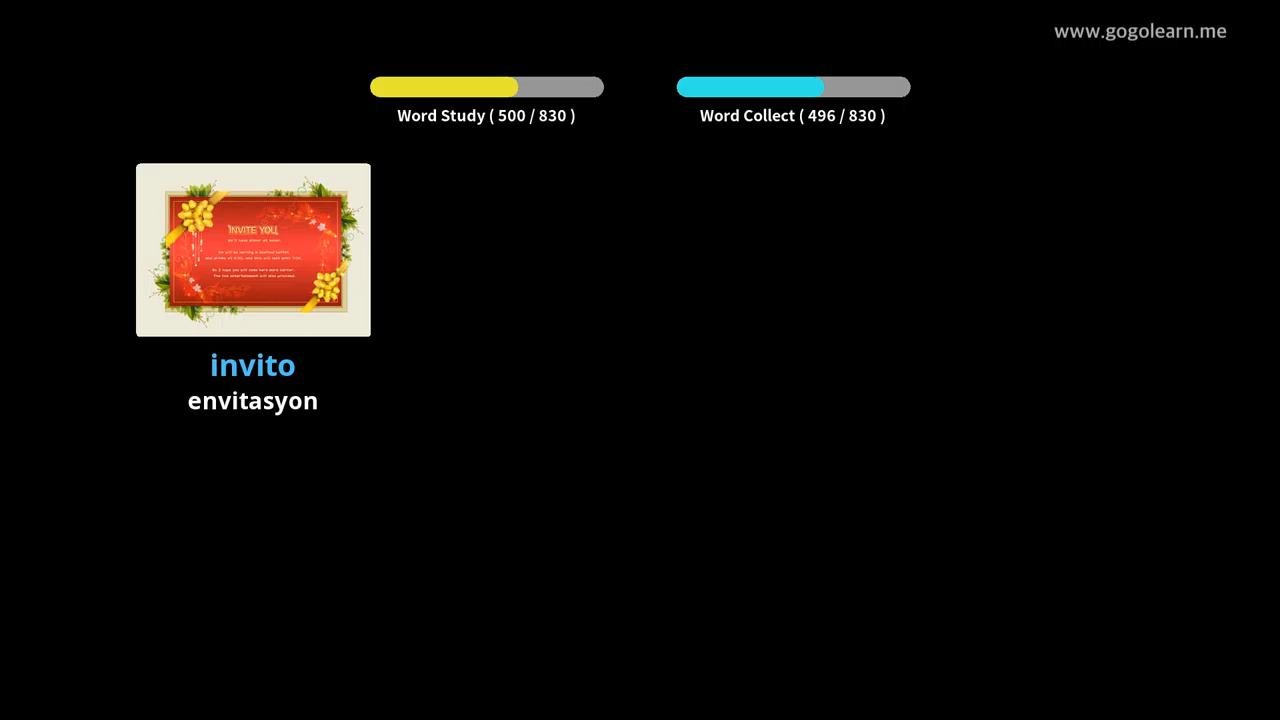 www.gogolearn.me
Word Study ( 500 / 830 )
Word Collect ( 496 / 830 )
INVITE YOU
invito
envitasyon